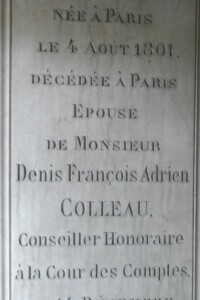 NÉE À PARIS
LE 4 AOÛT 1801,
DÉCÉDÉE À PARIS
EPOUSE
DE MONSIEUR
Denis François Adrien
COLLEAU,
Conseiller Honoraire
à la Cour des Comptes,